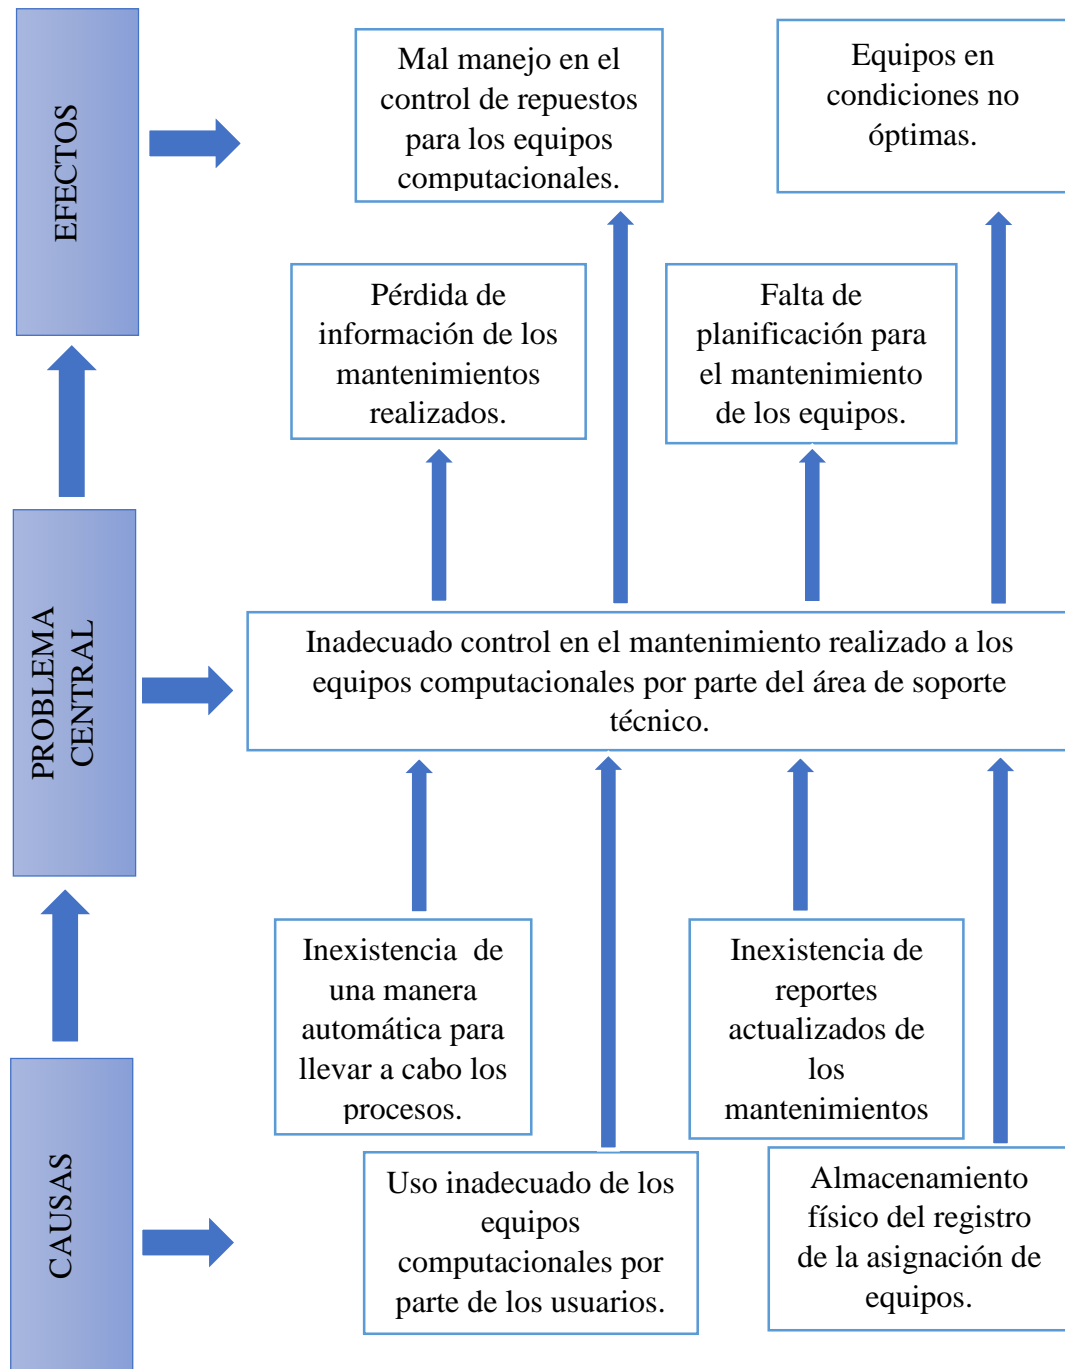 EFECTOS
Mal manejo en el
control de repuestos
para los equipos
computacionales.
Equipos en
condiciones no
óptimas.
Pérdida de
información de los
mantenimientos
realizados.
Falta de
planificación para
el mantenimiento
de los equipos.
PROBLEMA
CENTRAL
Inadecuado control en el mantenimiento realizado a los
equipos computacionales por parte del área de soporte
técnico.
CAUSAS
Inexistencia de
una manera
automática para
llevar a cabo los
procesos.
Inexistencia de
reportes
actualizados de
los
mantenimientos
Uso inadecuado de los
equipos
computacionales por
parte de los usuarios.
Almacenamiento
físico del registro
de la asignación de
equipos.